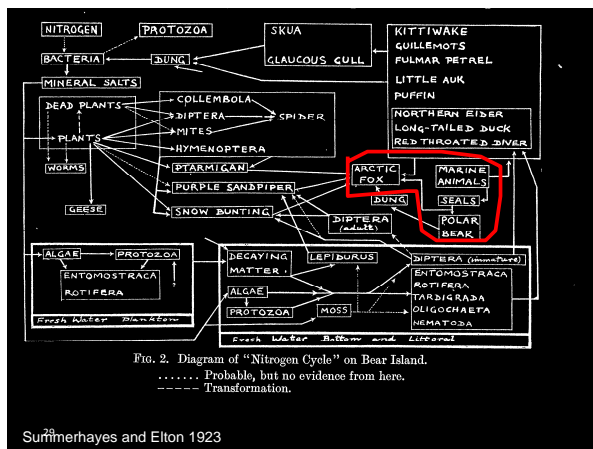 NITROGEN
PROTOZOA
BACTERIA
DUNG
MINERAL SALTS
SKUA
GLAUCOUS GULL
KITTIWAKE
GUILLEMOTS
FULMAR PETREL
LITTLE AUK
PUFFIN
NORTHERN EIDER
LONG-TAILED DUCK
RED THROATED DIVER
DEAD PLANTS
PLANTS
WORMS
GEESE
COLLEMBOLA
DIPTERA
MITES
HYMENOPTERA
SPIDER
PTARMIGAN
PURPLE SANDPIPER
SNOW BUNTING
ARCTIC
FOX
MARINE
ANIMALS
DUNG
SEALS
POLAR
BEAR
DIPTERA
(adult)
ALGAE
PROTOZOA
ENTOMOSTRACA
ROTIFERA
Fresh Water Plankton
DECAYING
MATTER
LEPIDURUS
DIPTERA (immature)
ALGAE
PROTOZOA
MOSS
ENTOMOSTRACA
ROTIFERA
TARDIGRADA
OLIGOCHAETA
NEMATODA
Fresh Water Bottom and Littoral
FIG. 2. Diagram of "Nitrogen Cycle" on Bear Island.
....... Probable, but no evidence from here.
----- Transformation.
29
Summerhayes and Elton 1923